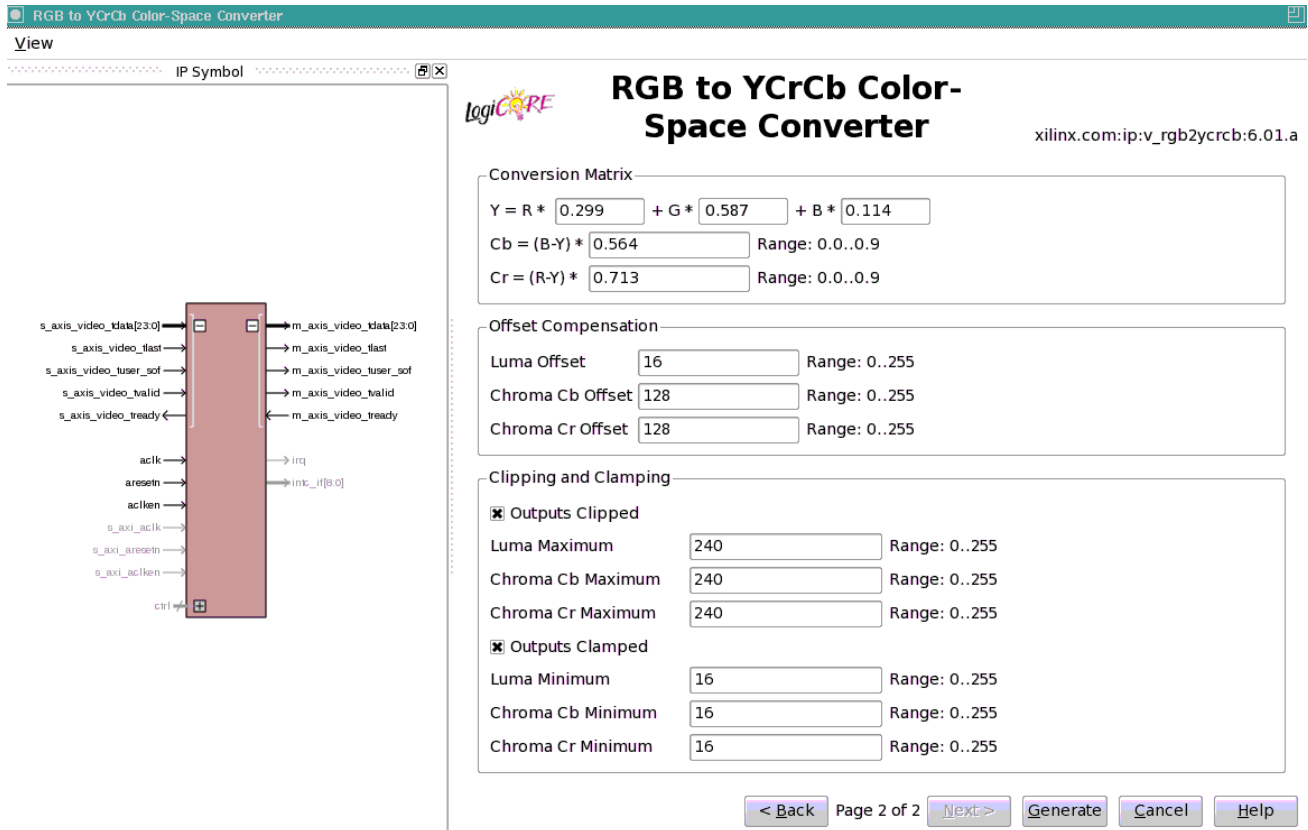 RGB to YCrCb Color-Space Converter
View
IP Symbol
s_axis_video_tdata[23:0]
s_axis_video_tlast
s_axis_video_tuser_sof
s_axis_video_tvalid
s_axis_video_tready
aclk
aresetn
aclken
s_axi_aclk
s_axi_aresetn
s_axi_aclken
ctrl
m_axis_video_tdata[23:0]
m_axis_video_tlast
m_axis_video_tuser_sof
m_axis_video_tvalid
m_axis_video_tready
irq
intc_if[8:0]
LogiCORE
RGB to YCrCb Color-
Space Converter
xilinx.com:ip:v_rgb2ycrcb:6.01.a
Conversion Matrix
Y = R * 0.299 + G * 0.587 + B * 0.114
Cb = (B-Y) * 0.564 Range: 0.0..0.9
Cr = (R-Y) * 0.713 Range: 0.0..0.9
Offset Compensation
Luma Offset 16 Range: 0..255
Chroma Cb Offset 128 Range: 0..255
Chroma Cr Offset 128 Range: 0..255
Clipping and Clamping
Outputs Clipped
Luma Maximum 240 Range: 0..255
Chroma Cb Maximum 240 Range: 0..255
Chroma Cr Maximum 240 Range: 0..255
Outputs Clamped
Luma Minimum 16 Range: 0..255
Chroma Cb Minimum 16 Range: 0..255
Chroma Cr Minimum 16 Range: 0..255
< Back Page 2 of 2 Next > Generate Cancel Help